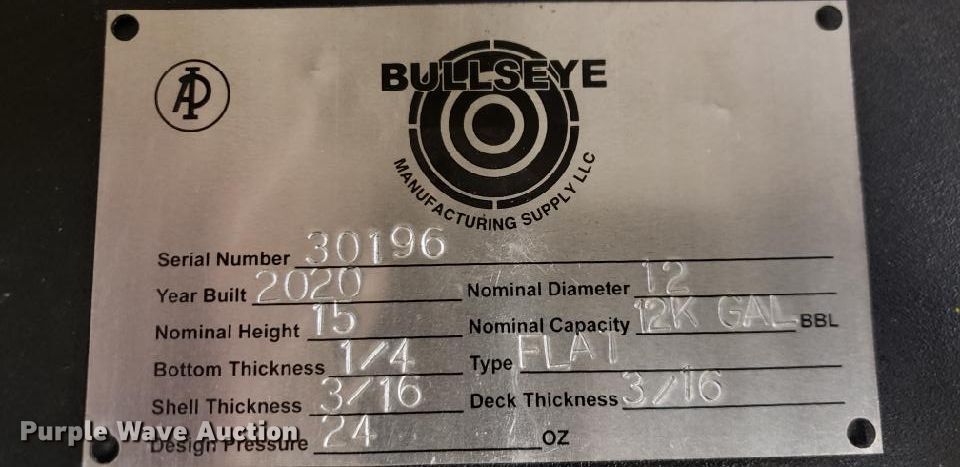 API
BULLSEYE
MANUFACTURING SUPPLY LLC
Serial Number 30196
Year Built 2020 Nominal Diameter 12
Nominal Height 15 Nominal Capacity 12K GAL BBL
Bottom Thickness 1/4 Type FLAT
Shell Thickness 3/16 Deck Thickness 3/16
Design Pressure 24 OZ
Purple Wave Auction